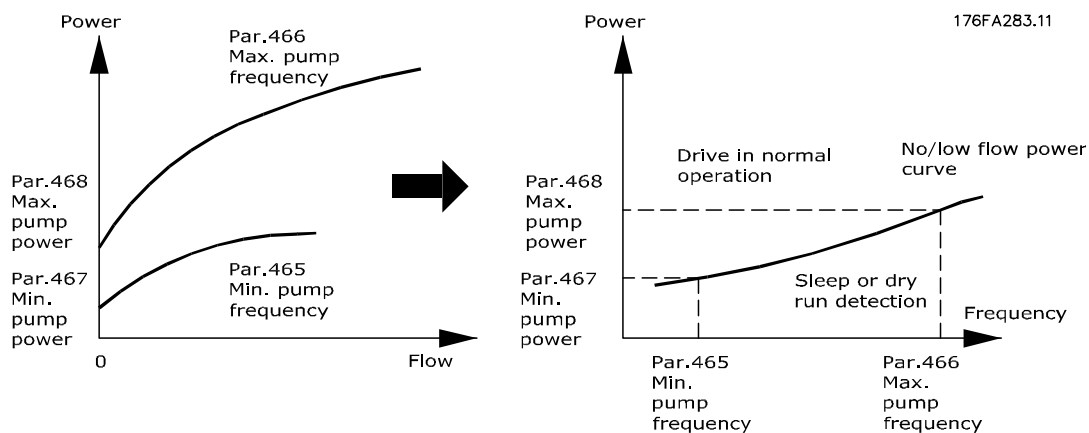 Power
Par.466
Max. pump
frequency
Par.468
Max.
pump
power
Par.467
Min.
pump
power
Par.465
Min. pump
frequency
0
Flow
Power
176FA283.11
Drive in normal
operation
No/low flow power
curve
Par.468
Max.
pump
power
Par.467
Min.
pump
power
Sleep or dry
run detection
Frequency
Par.465
Min.
pump
frequency
Par.466
Max.
pump
frequency